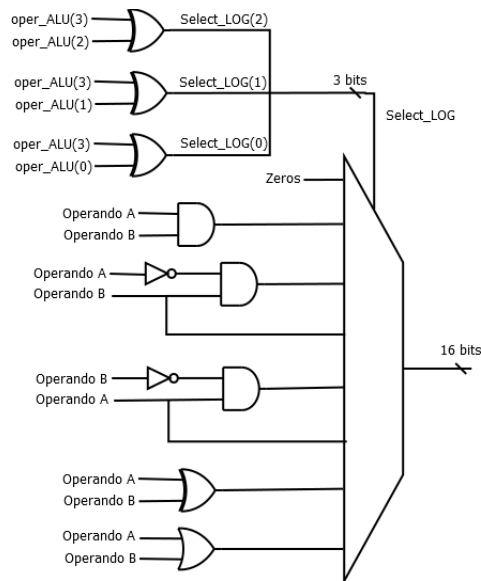 oper_ALU(3)
oper_ALU(2)
Select_LOG(2)
oper_ALU(3)
oper_ALU(1)
Select_LOG(1)
3 bits
Select_LOG
oper_ALU(3)
oper_ALU(0)
Select_LOG(0)
Zeros
Operando A
Operando B
Operando A
Operando B
16 bits
Operando B
Operando A
Operando A
Operando B
Operando A
Operando B